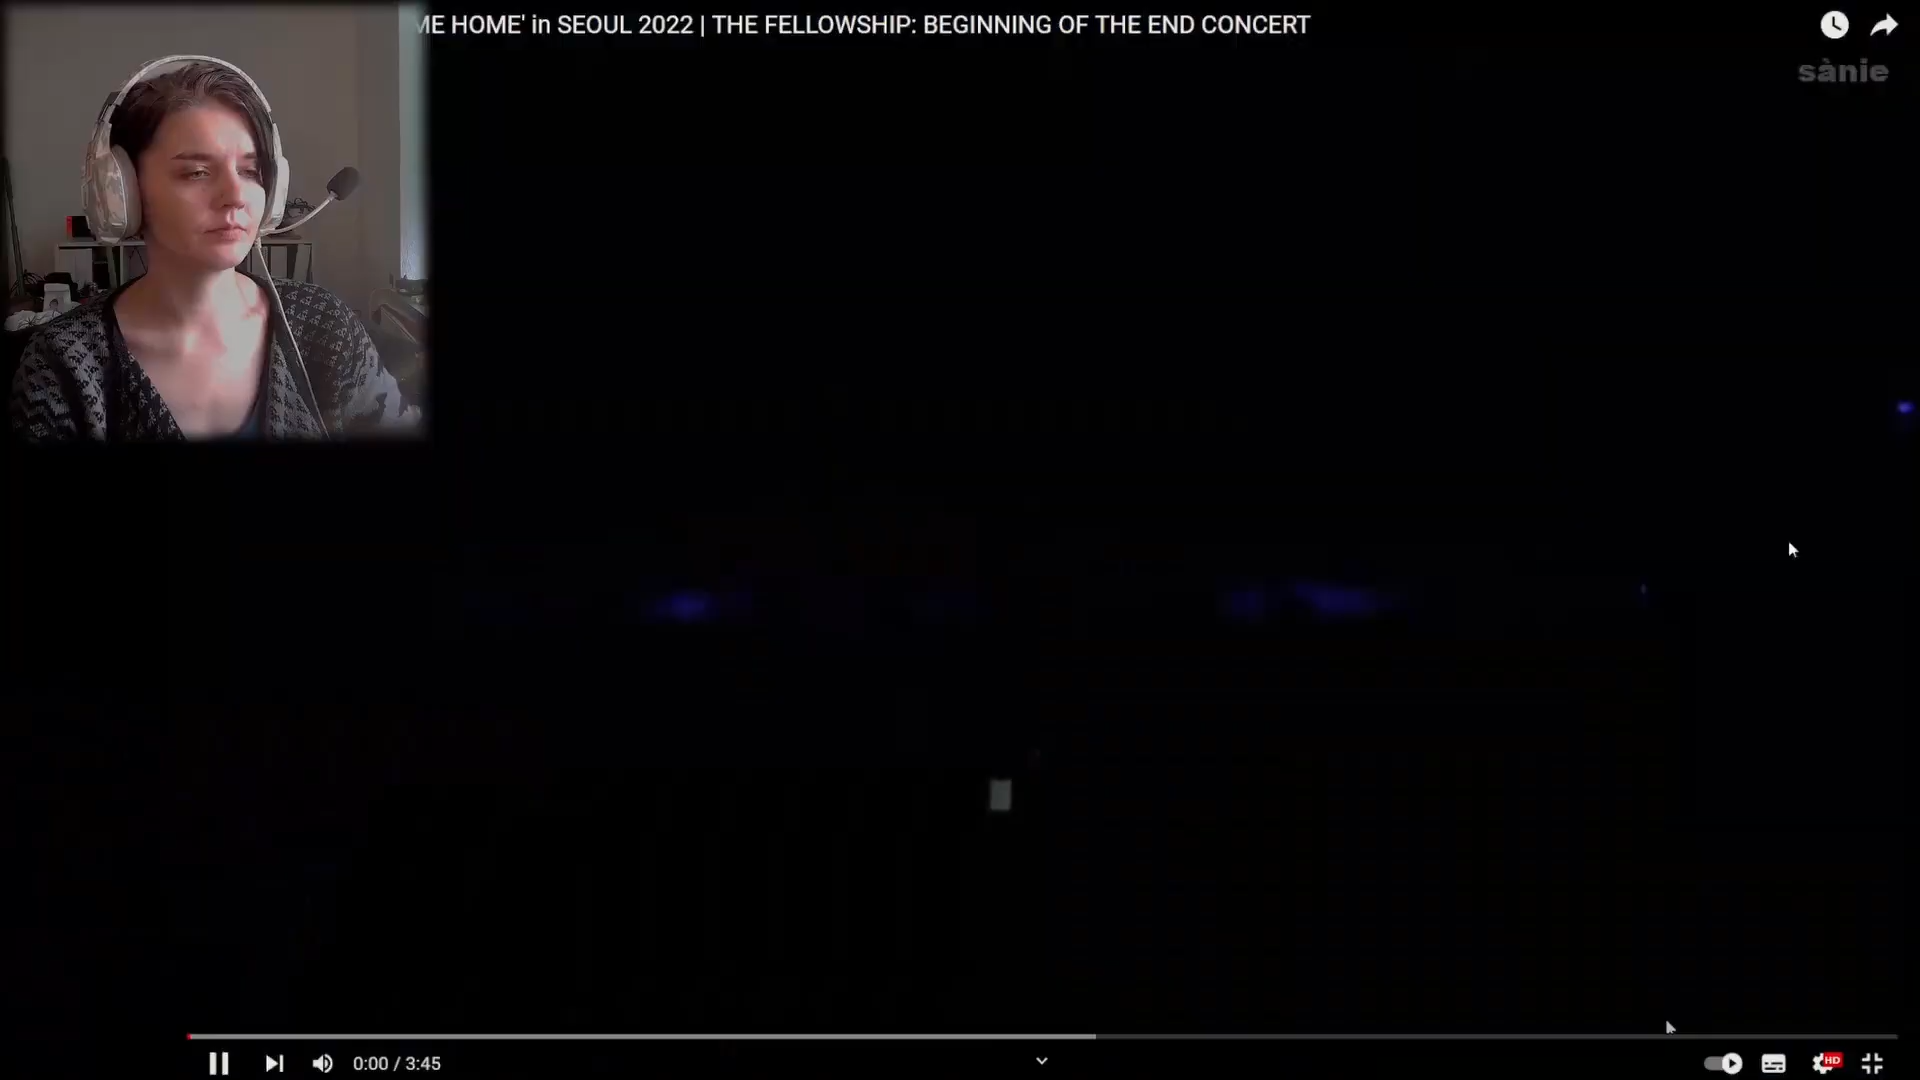 ME HOME' in SEOUL 2022 | THE FELLOWSHIP: BEGINNING OF THE END CONCERT
sànie
0:00 / 3:45
HD